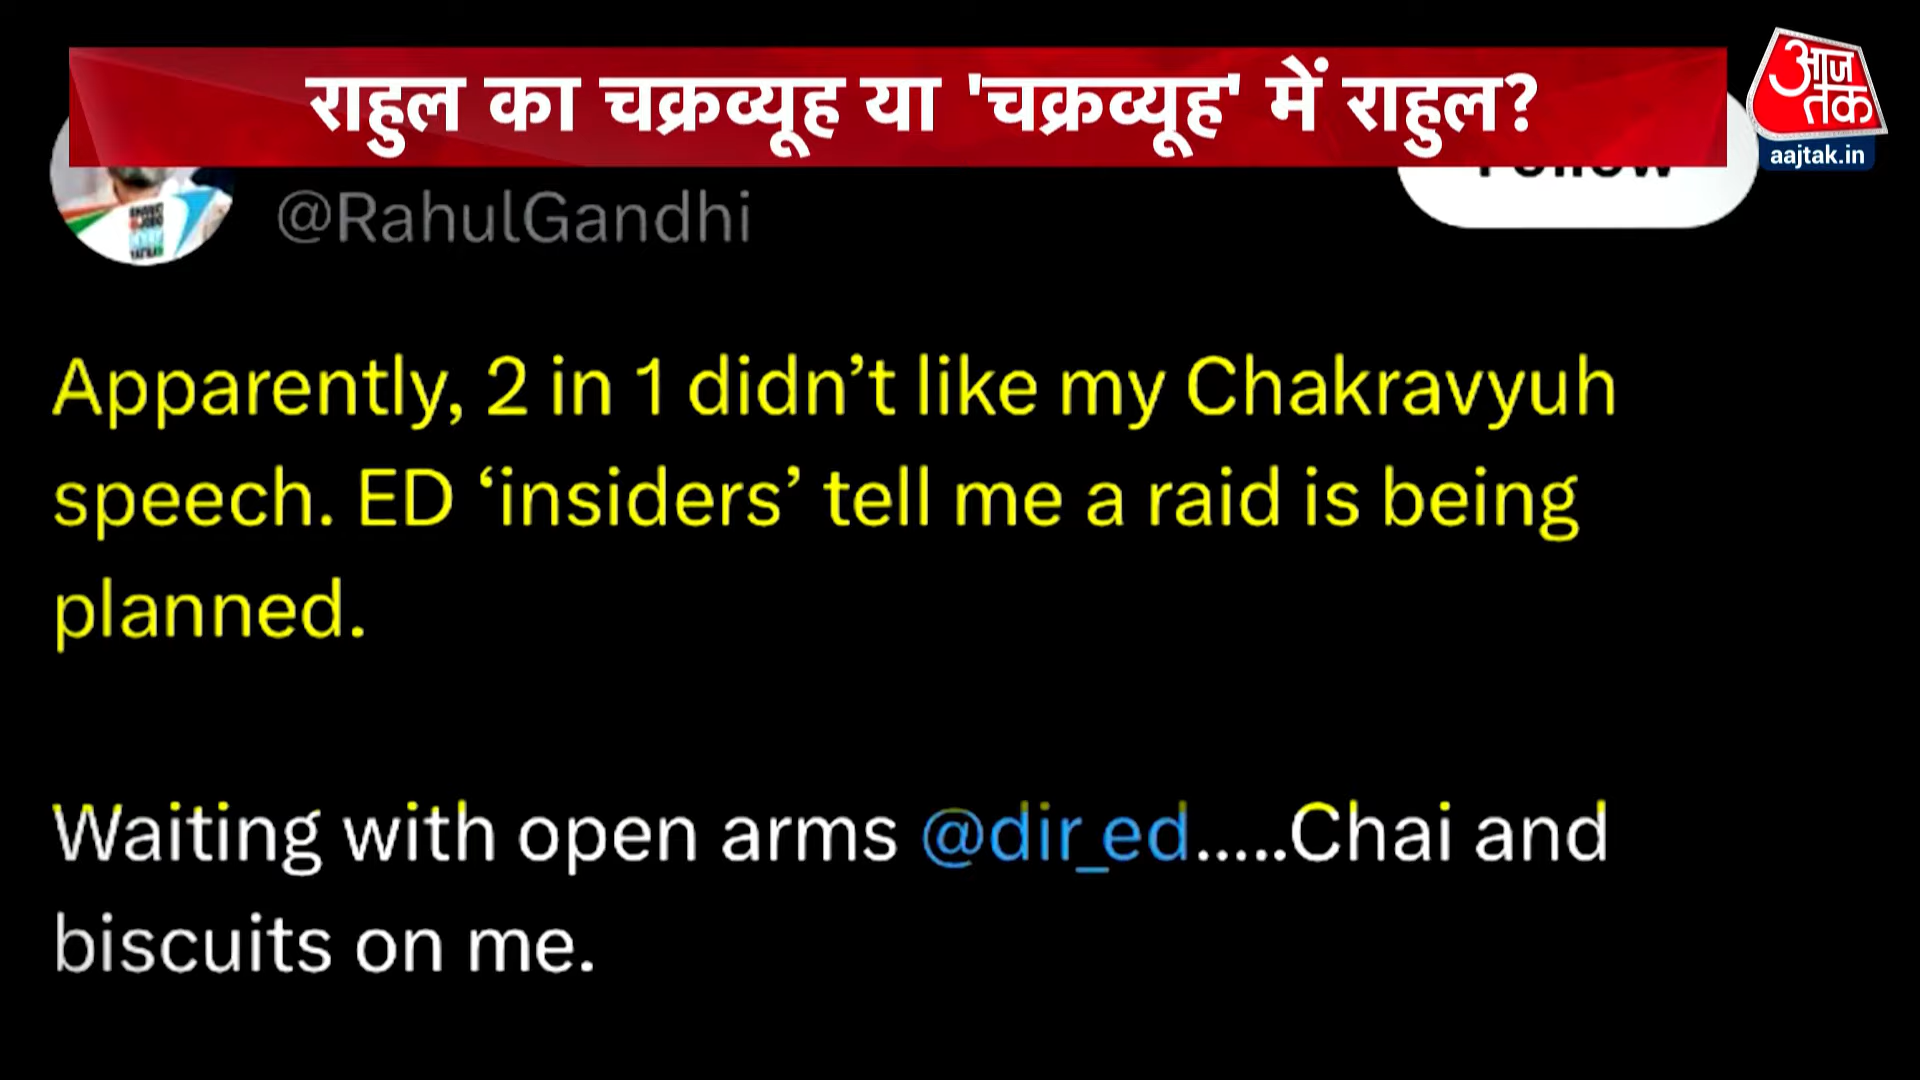 राहुल का चक्रव्यूह या 'चक्रव्यूह' में राहुल?
आज
तक
aajtak.in
@RahulGandhi
Apparently, 2 in 1 didn’t like my Chakravyuh
speech. ED ‘insiders’ tell me a raid is being
planned.
Waiting with open arms @dir_ed.....Chai and
biscuits on me.